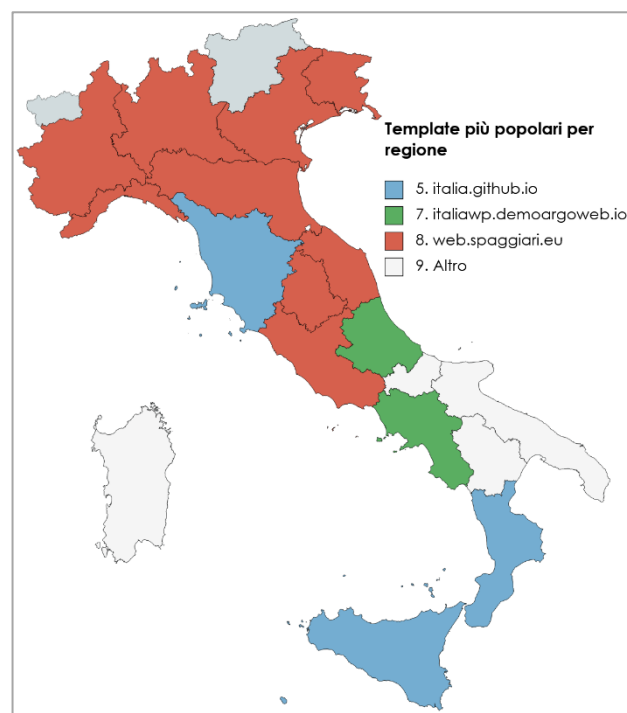 Template più popolari per
regione
5. italia.github.io
7. italiawp.demoargoweb.io
8. web.spaggiari.eu
9. Altro